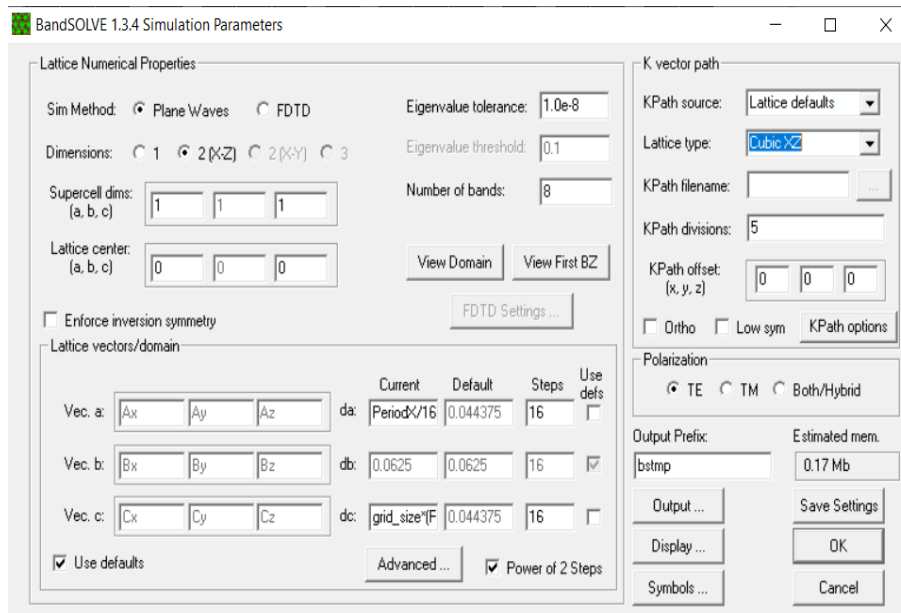 BandSOLVE 1.3.4 Simulation Parameters
Lattice Numerical Properties
Sim Method: Plane Waves FDTD
Eigenvalue tolerance: 1.0e-8
Dimensions: 1 2 (X-Z) 2 (X-Y) 3
Eigenvalue threshold: 0.1
Supercell dims:
(a, b, c)
1 1 1
Number of bands: 8
Lattice center:
(a, b, c)
0 0 0
View Domain View First BZ
FDTD Settings ...
Enforce inversion symmetry
Lattice vectors/domain
Current Default Steps Use
defs
Vec. a: Ax Ay Az da: PeriodX/16 0.044375 16
Vec. b: Bx By Bz db: 0.0625 0.0625 16
Vec. c: Cx Cy Cz dc: grid_size*(F 0.044375 16
Use defaults Advanced ... Power of 2 Steps
K vector path
KPath source: Lattice defaults
Lattice type: Cubic XZ
KPath filename: ...
KPath divisions: 5
KPath offset:
(x, y, z)
0 0 0
Ortho Low sym KPath options
Polarization
TE TM Both/Hybrid
Output Prefix: Estimated mem.
bstmp 0.17 Mb
Output ... Save Settings
Display ... OK
Symbols ... Cancel